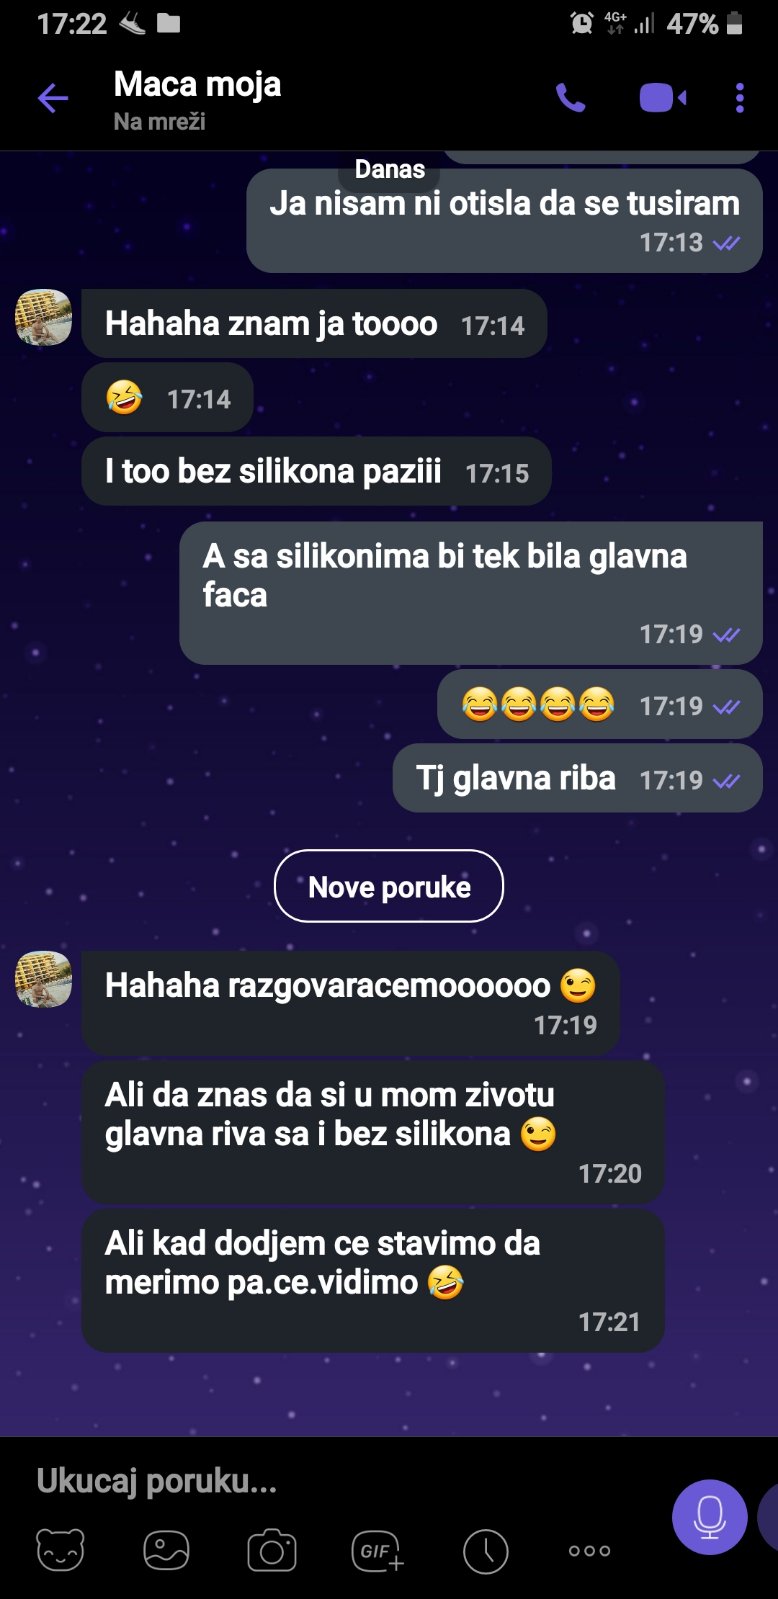 17:22
4G+
47%
Maca moja
Na mreži
Danas
Ja nisam ni otisla da se tusiram
17:13
Hahaha znam ja toooo 17:14
🤣 17:14
I too bez silikona paziii 17:15
A sa silikonima bi tek bila glavna
faca
17:19
😂😂😂😂 17:19
Tj glavna riba 17:19
Nove poruke
Hahaha razgovaracemoooooo 😉
17:19
Ali da znas da si u mom zivotu
glavna riva sa i bez silikona 😉
17:20
Ali kad dodjem ce stavimo da
merimo pa.ce.vidimo 🤣
17:21
Ukucaj poruku...
GIF